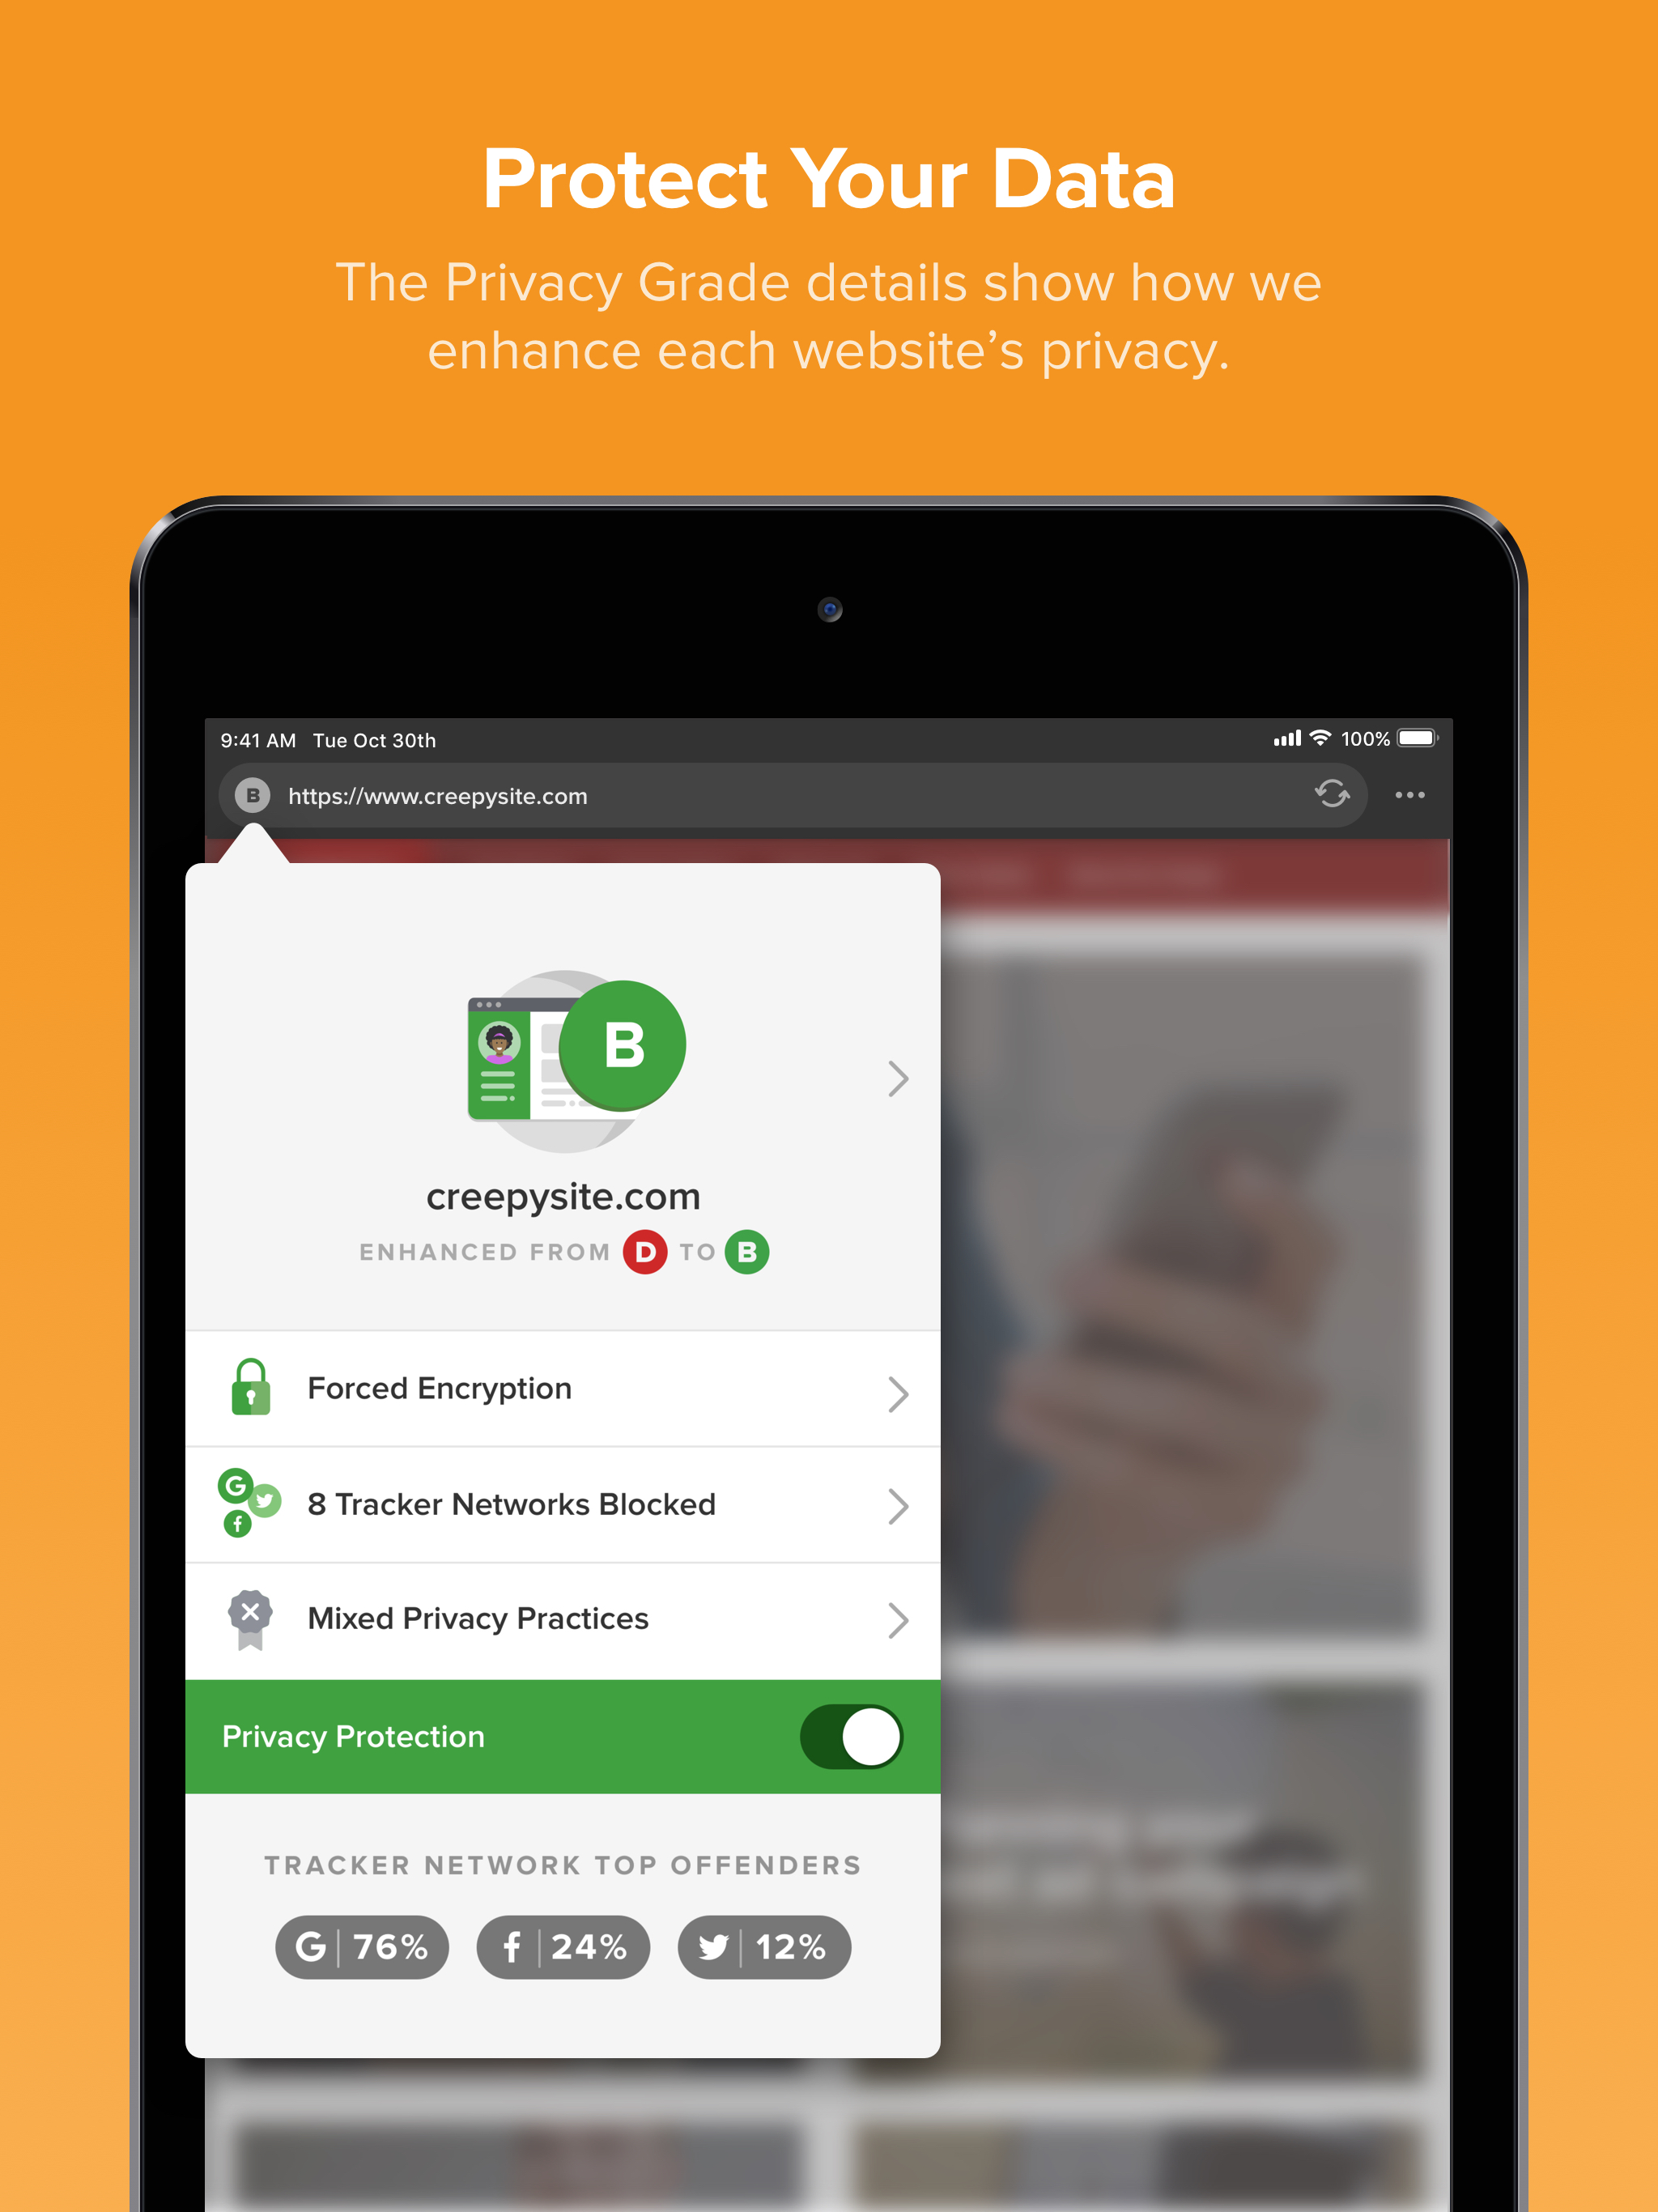 Protect Your Data
The Privacy Grade details show how we
enhance each website’s privacy.
9:41 AM Tue Oct 30th 100%
B https://www.creepysite.com
B
creepysite.com
ENHANCED FROM D TO B
Forced Encryption
8 Tracker Networks Blocked
Mixed Privacy Practices
Privacy Protection
TRACKER NETWORK TOP OFFENDERS
G 76% f 24% 12%